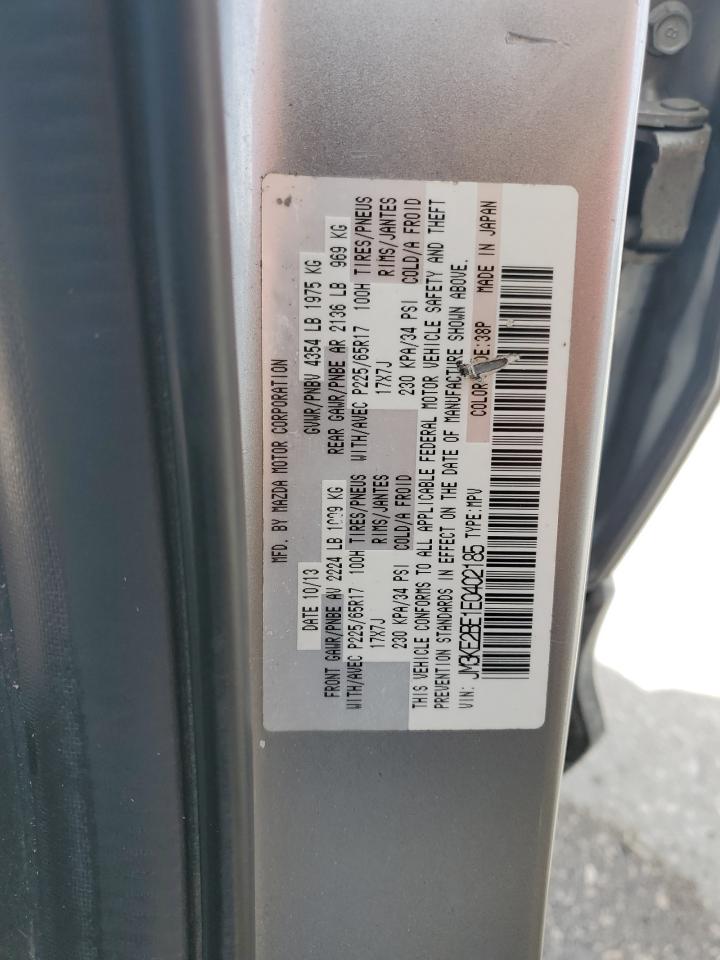 MFD. BY MAZDA MOTOR CORPORATION
DATE 10/13 GVWR/PNBV 4354 LB 1975 KG
FRONT GAWR/PNBE AV 2224 LB KG REAR GAWR/PNBE AR 2136 LB 969 KG
WITH/AVEC P225/65R17 100H TIRES/PNEUS WITH/AVEC P225/65R17 100H TIRES/PNEUS
17X7J RIMS/JANTES 17X7J RIMS/JANTES
230 KPA/34 PSI COLD/A FROID 230 KPA/34 PSI COLD/A FROID
THIS VEHICLE CONFORMS TO ALL APPLICABLE FEDERAL MOTOR VEHICLE SAFETY AND THEFT
PREVENTION STANDARDS IN EFFECT ON THE DATE OF MANUFACTURE SHOWN ABOVE.
VIN: JM3KE2BE1E0402185 TYPE:MPV COLOR DE:38P MADE IN JAPAN